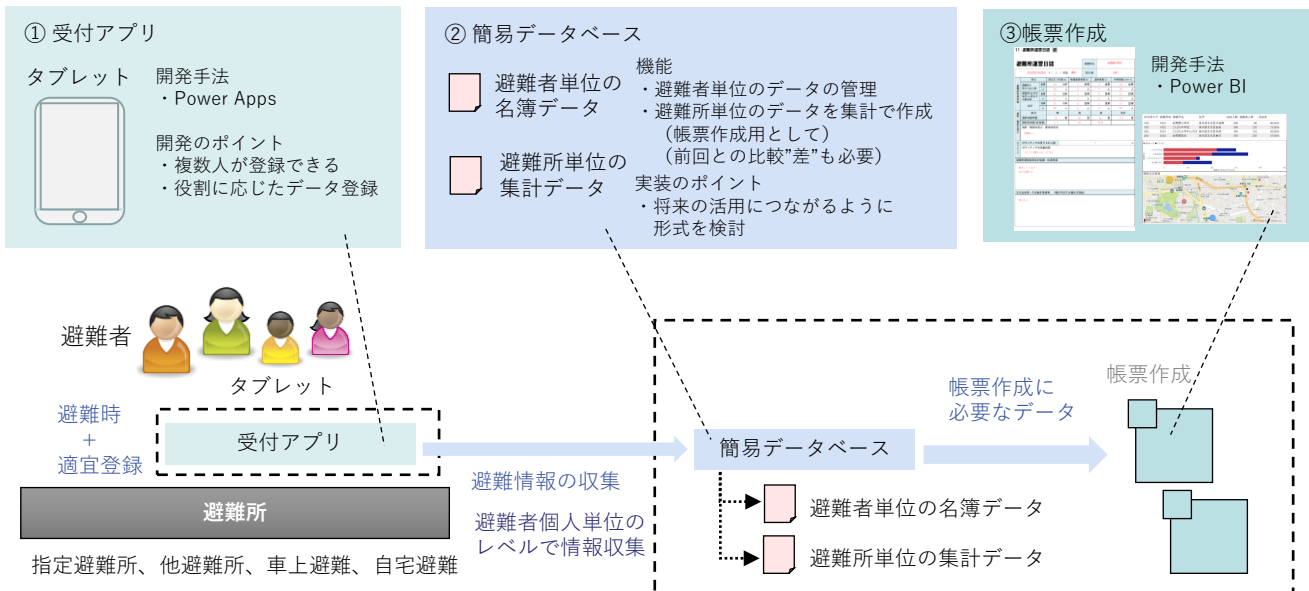 ① 受付アプリ
タブレット
開発手法
・Power Apps
開発のポイント
・複数人が登録できる
・役割に応じたデータ登録
② 簡易データベース
避難者単位の
名簿データ
避難所単位の
集計データ
機能
・避難者単位のデータの管理
・避難所単位のデータを集計で作成
（帳票作成用として）
（前回との比較”差”も必要）
実装のポイント
・将来の活用につながるように
形式を検討
③帳票作成
避難所運営日誌
開発手法
・Power BI
避難者
タブレット
避難時
+
適宜登録
受付アプリ
避難所
指定避難所、他避難所、車上避難、自宅避難
避難情報の収集
避難者個人単位の
レベルで情報収集
簡易データベース
避難者単位の名簿データ
避難所単位の集計データ
帳票作成に
必要なデータ
帳票作成